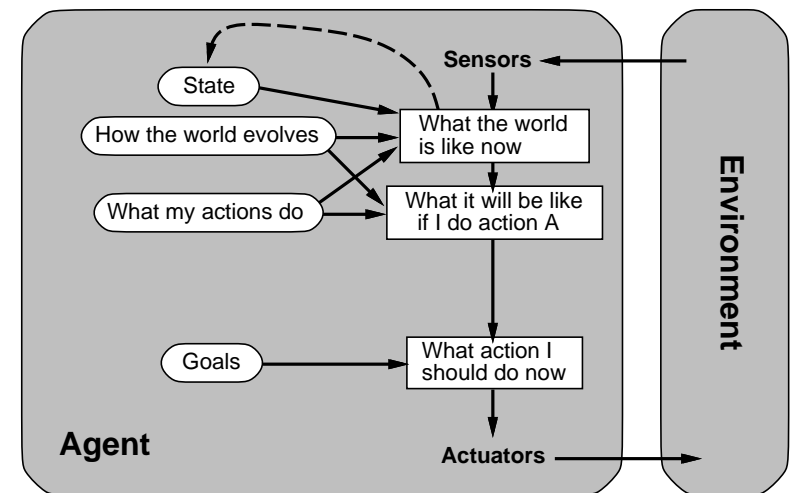 Sensors
State
What the world
is like now
How the world evolves
What it will be like
if I do action A
What my actions do
Environment
What action I
should do now
Goals
Agent
Actuators